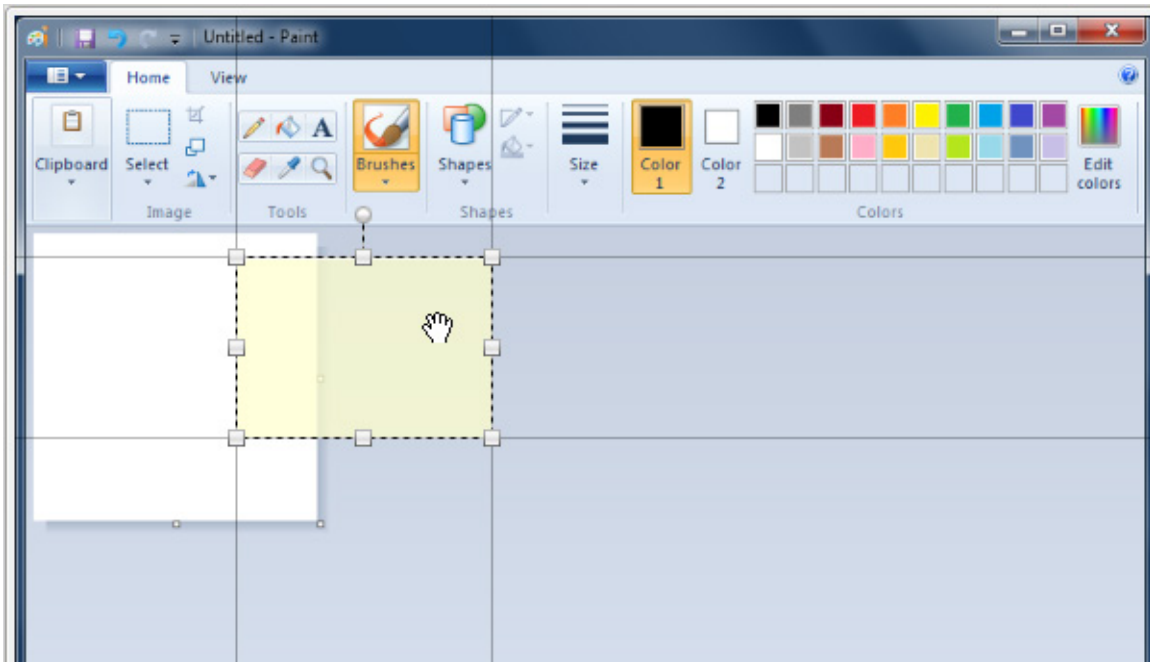 Untitled - Paint
Home View
A
Clipboard Select Brushes Shapes Size Color 1 Color 2 Edit colors
Image Tools Shapes Colors